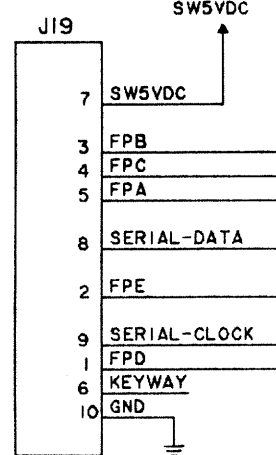 SW5VDC
J19
7 SW5VDC
3 FPB
4 FPC
5 FPA
8 SERIAL-DATA
2 FPE
9 SERIAL-CLOCK
1 FPD
6 KEYWAY
10 GND